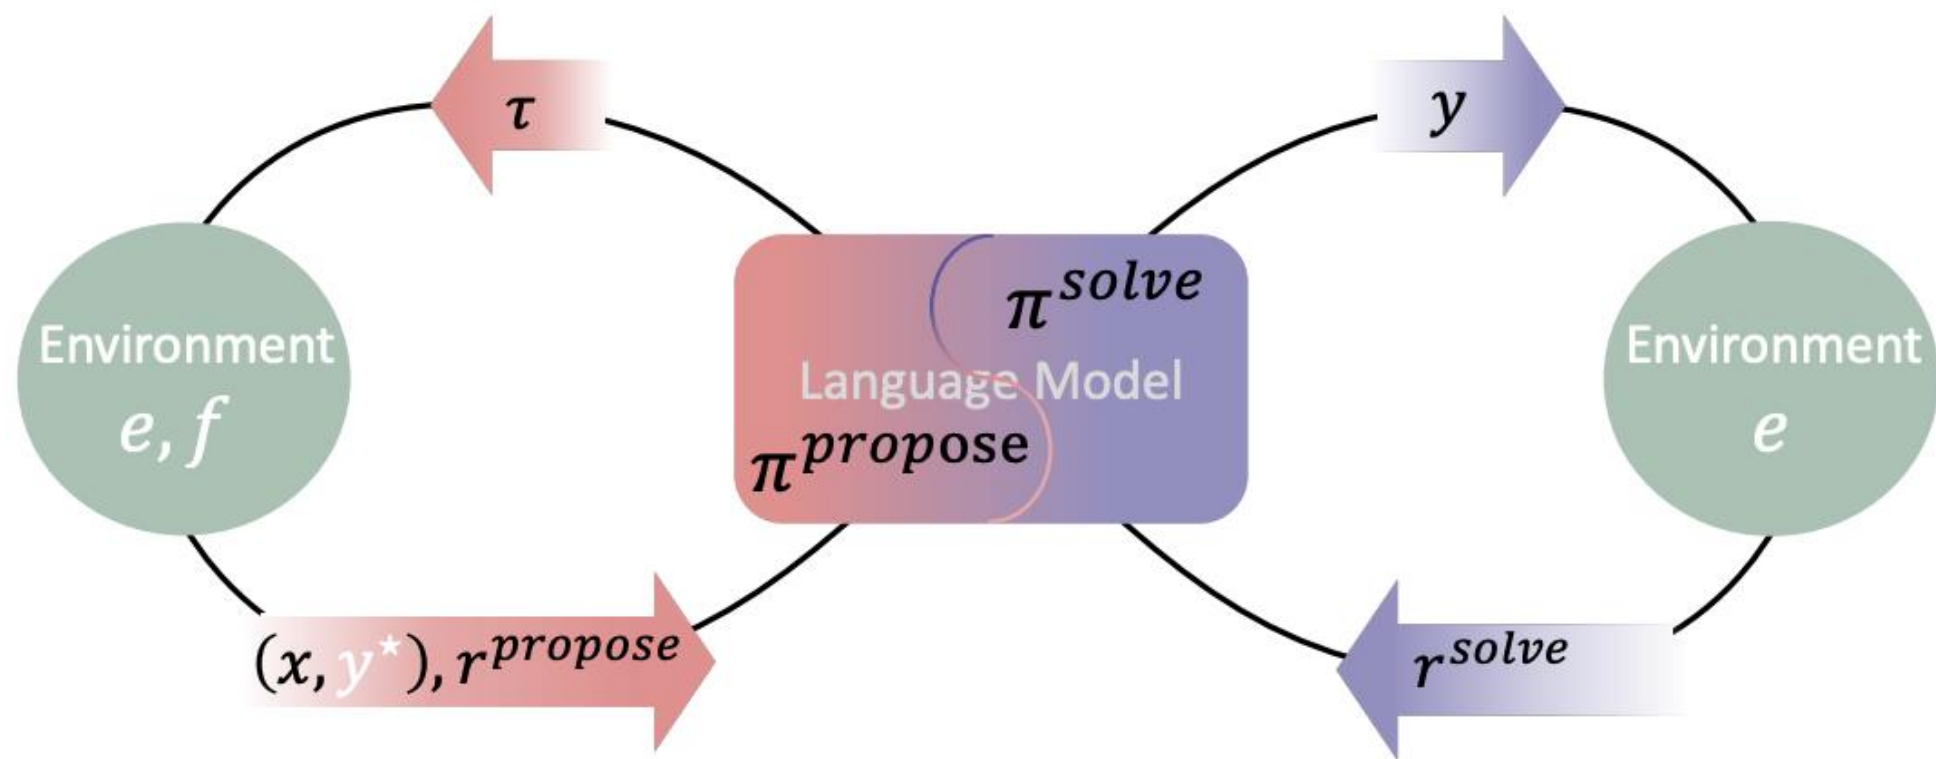 τ
y
Environment
e, f
π^solve
Language Model
π^propose
Environment
e
(x, y*), r^propose
r^solve